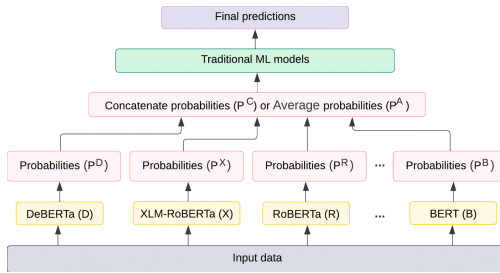 Final predictions
Traditional ML models
Concatenate probabilities (P^C) or Average probabilities (P^A)
Probabilities (P^D) Probabilities (P^X) Probabilities (P^R) ... Probabilities (P^B)
DeBERTa (D) XLM-RoBERTa (X) RoBERTa (R) ... BERT (B)
Input data